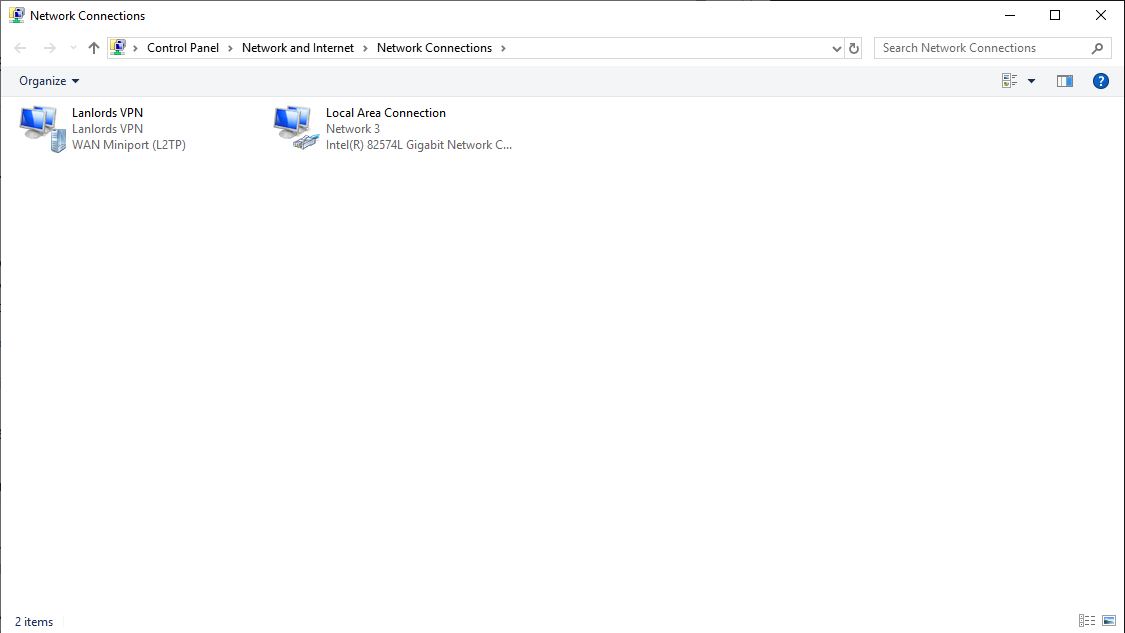 Network Connections
Control Panel Network and Internet Network Connections
Search Network Connections
Organize
?
Lanlords VPN
Lanlords VPN
WAN Miniport (L2TP)
Local Area Connection
Network 3
Intel(R) 82574L Gigabit Network C...
2 items